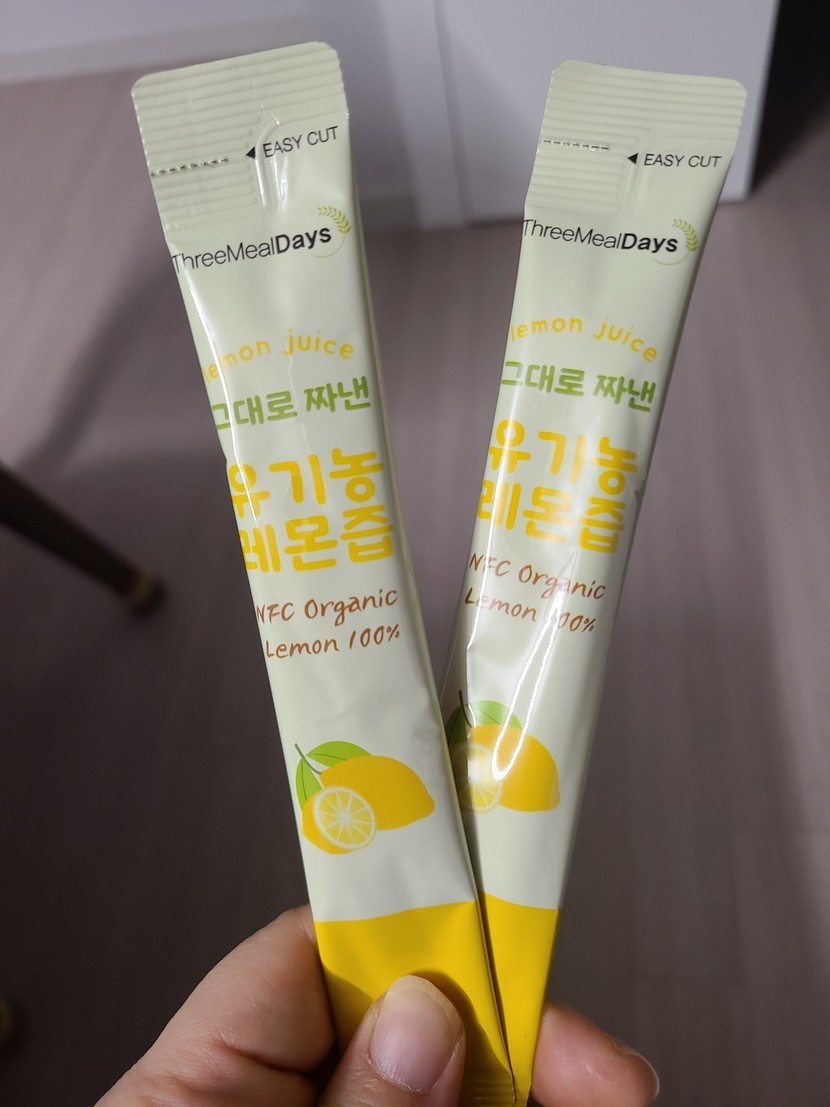 EASY CUT
ThreeMealDays
lemon juice
그대로 짜낸
유기농
레몬즙
NFC Organic
Lemon 100%
EASY CUT
ThreeMealDays
lemon juice
그대로 짜낸
유기농
레몬즙
NFC Organic
Lemon 100%